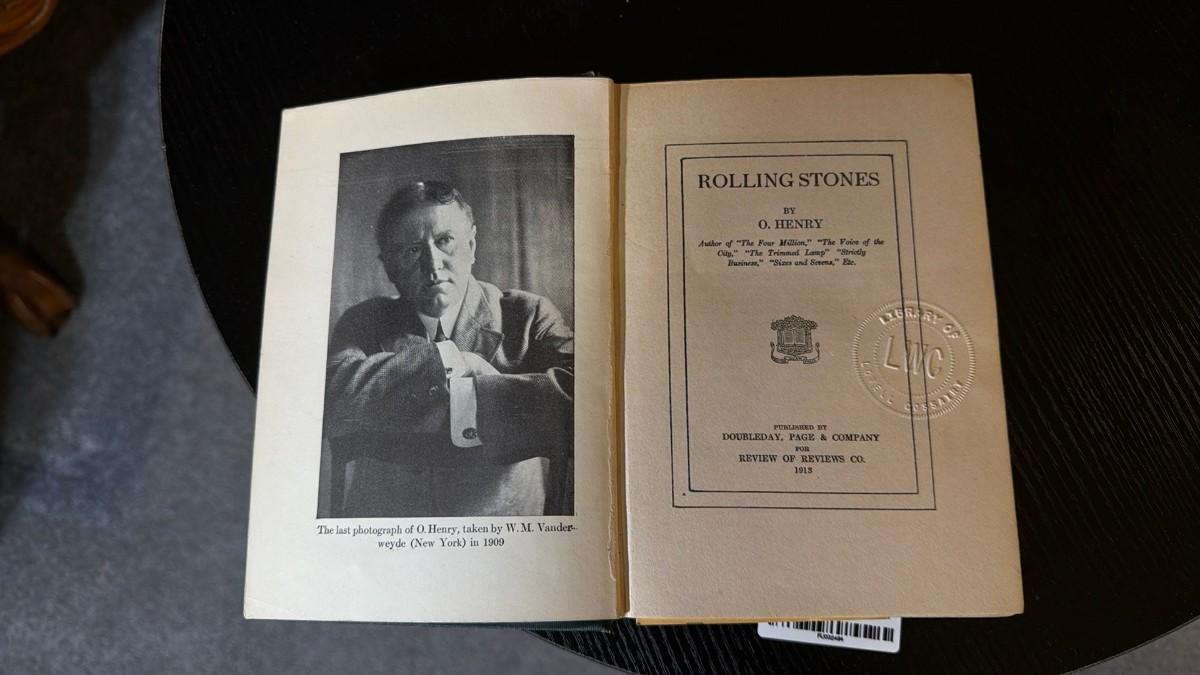 The last photograph of O. Henry, taken by W. M. Vander-
weyde (New York) in 1909
ROLLING STONES
BY
O. HENRY
Author of "The Four Million," "The Voice of the
City," "The Trimmed Lamp" "Strictly
Business," "Sixes and Sevens," Etc.
LIBRARY OF
LWC
LOVELL
PUBLISHED BY
DOUBLEDAY, PAGE & COMPANY
FOR
REVIEW OF REVIEWS CO.
1913